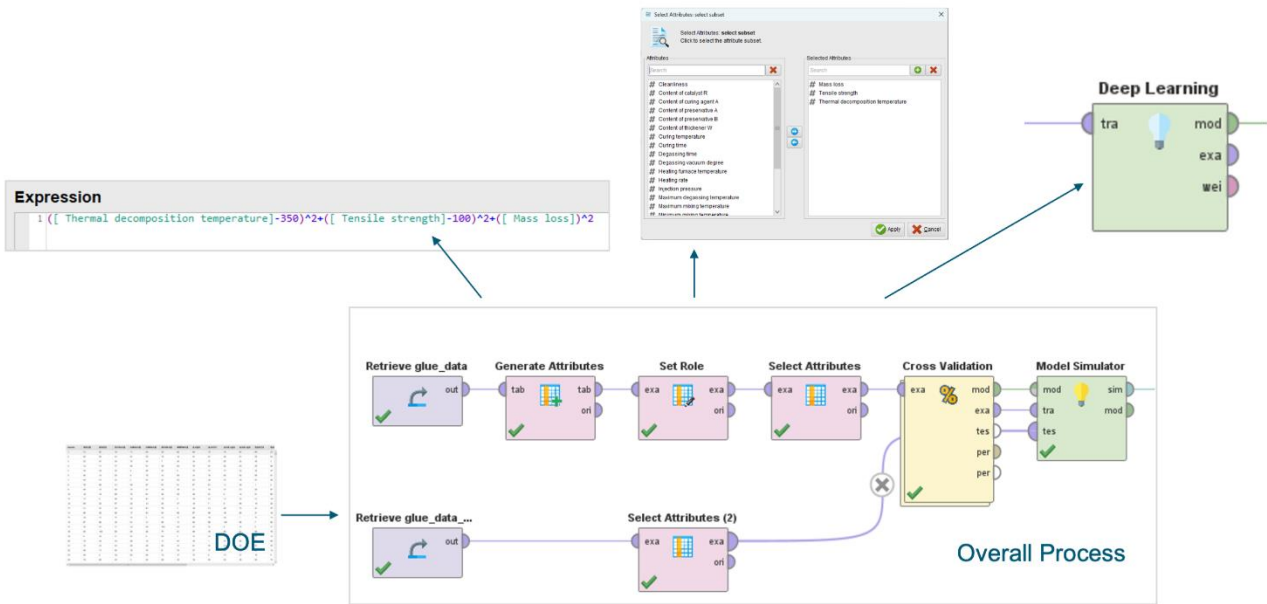 Select Attributes: select subset
Select Attributes: select subset
Click to select the attribute subset.
Attributes
Selected Attributes
Search
Search
Cleanliness
Content of catalyst R
Content of curing agent A
Content of preservative A
Content of preservative B
Content of thickener W
Curing temperature
Curing time
Degassing time
Degassing vacuum degree
Heating furnace temperature
Heating rate
Injection pressure
Maximum degassing temperature
Maximum mixing temperature
Minimum mixing temperature
Mass loss
Tensile strength
Thermal decomposition temperature
Apply
Cancel
Deep Learning
tra
mod
exa
wei
Expression
1 ([ Thermal decomposition temperature]-350)^2+([ Tensile strength]-100)^2+([ Mass loss])^2
Retrieve glue_data
out
Generate Attributes
tab
tab
ori
Set Role
exa
exa
ori
Select Attributes
exa
exa
ori
Cross Validation
exa
%
mod
exa
tes
per
per
Model Simulator
mod
sim
tra
mod
tes
DOE
Retrieve glue_data_...
out
Select Attributes (2)
exa
exa
ori
Overall Process